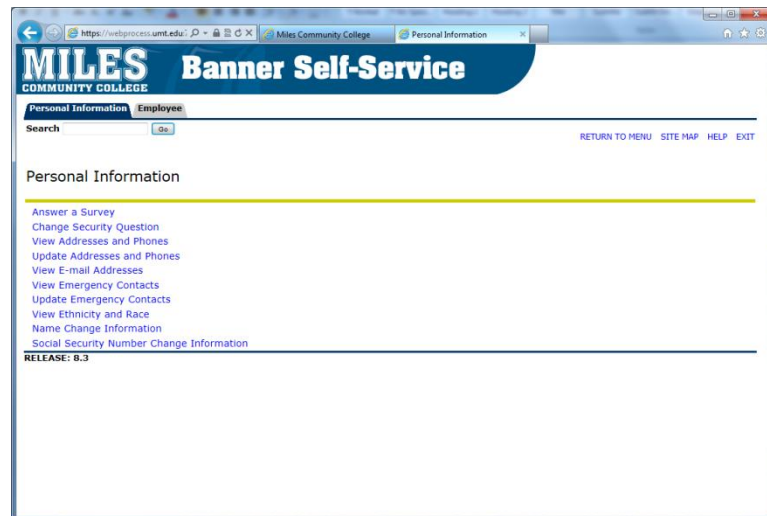 https://webprocess.umt.edu
Miles Community College
Personal Information
MILES
COMMUNITY COLLEGE
Banner Self-Service
Personal Information
Employee
Search
Go
RETURN TO MENU SITE MAP HELP EXIT
Personal Information
Answer a Survey
Change Security Question
View Addresses and Phones
Update Addresses and Phones
View E-mail Addresses
View Emergency Contacts
Update Emergency Contacts
View Ethnicity and Race
Name Change Information
Social Security Number Change Information
RELEASE: 8.3